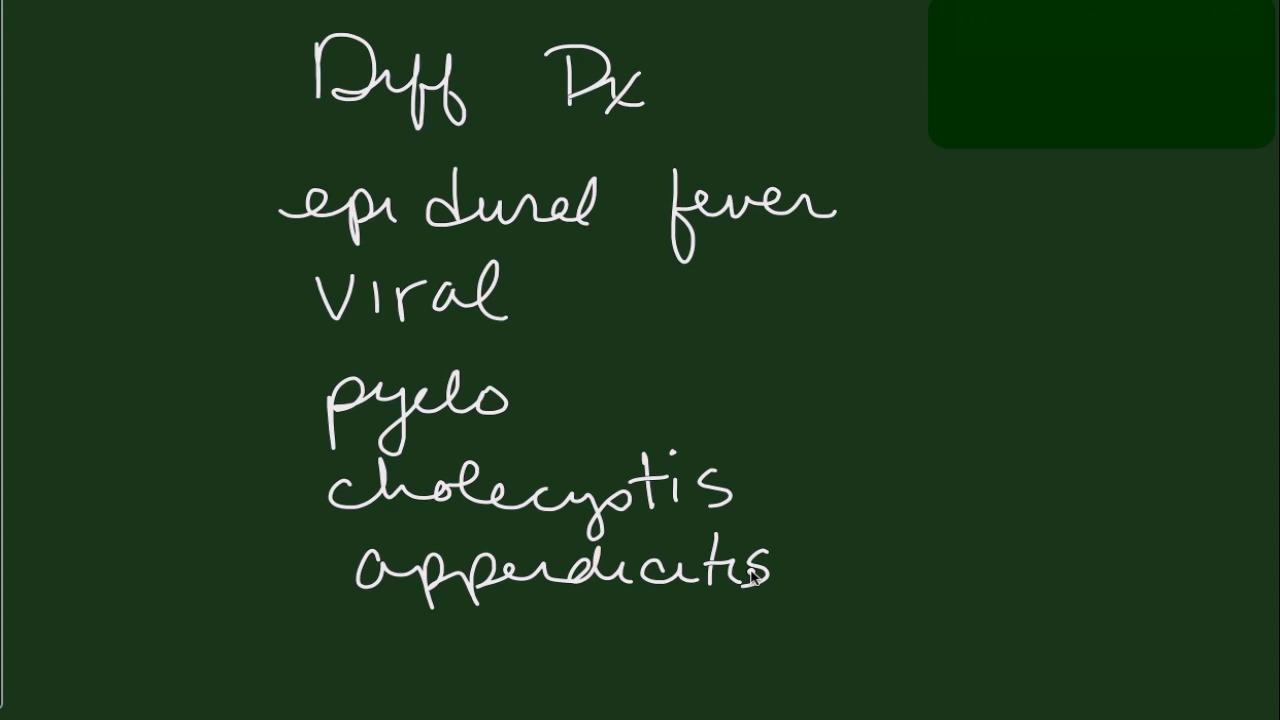 Diff Dx
epidural fever
viral
pyelo
cholecystis
appendicitis